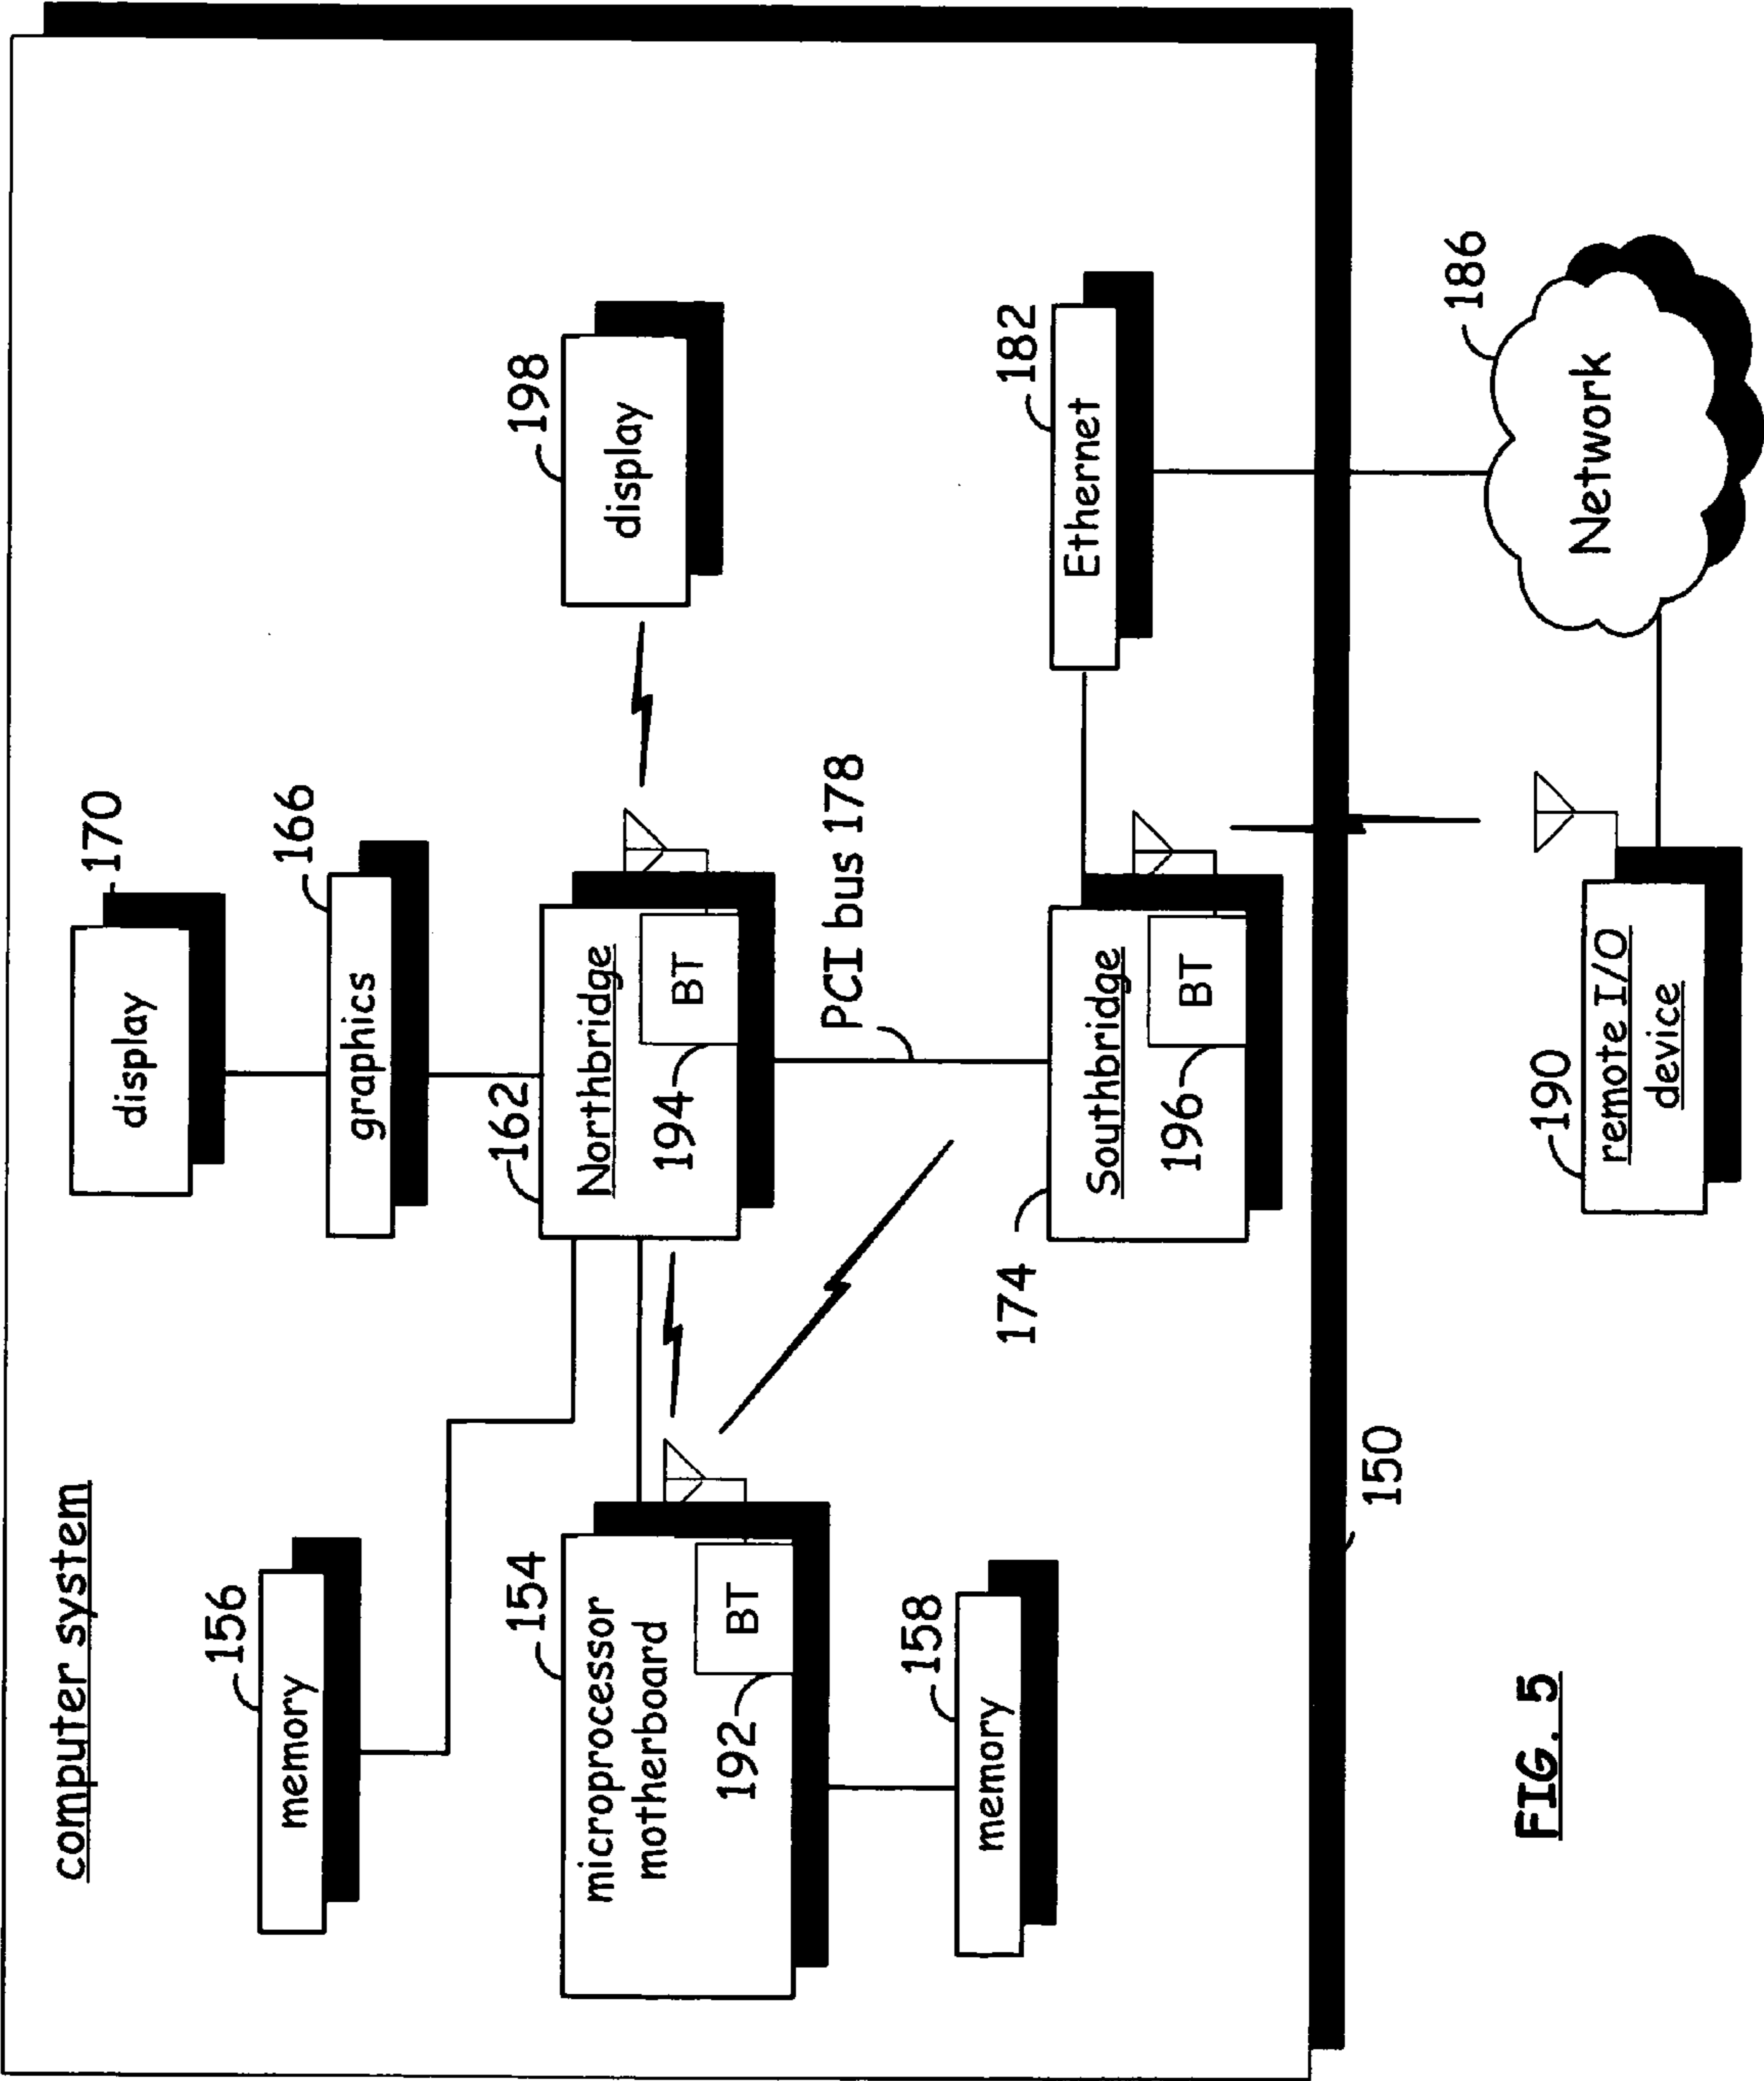 computer system
170
display
166
graphics
156
memory
162
Northbridge
194
BT
198
display
154
microprocessor
motherboard
192
BT
PCI bus 178
158
memory
174
Southbridge
196
BT
182
Ethernet
150
186
Network
190
remote I/O
device
FIG. 5